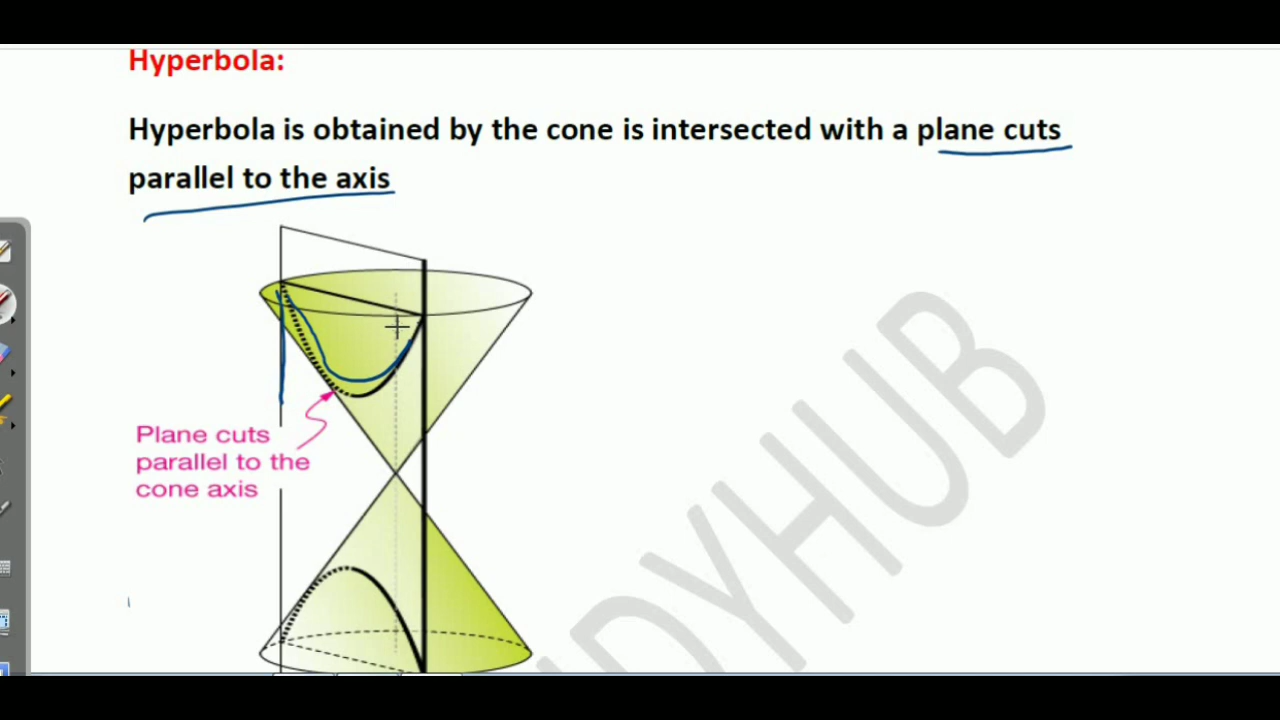 Hyperbola:
Hyperbola is obtained by the cone is intersected with a plane cuts
parallel to the axis
Plane cuts
parallel to the
cone axis
DYHUB